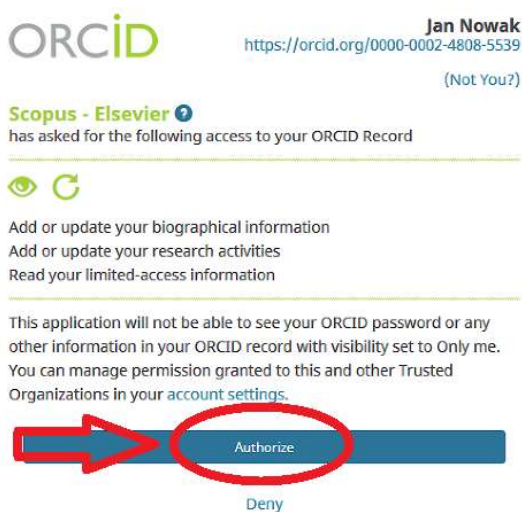 ORCiD
Jan Nowak
https://orcid.org/0000-0002-4808-5539
(Not You?)
Scopus - Elsevier ?
has asked for the following access to your ORCID Record
Add or update your biographical information
Add or update your research activities
Read your limited-access information
This application will not be able to see your ORCID password or any
other information in your ORCID record with visibility set to Only me.
You can manage permission granted to this and other Trusted
Organizations in your account settings.
Authorize
Deny